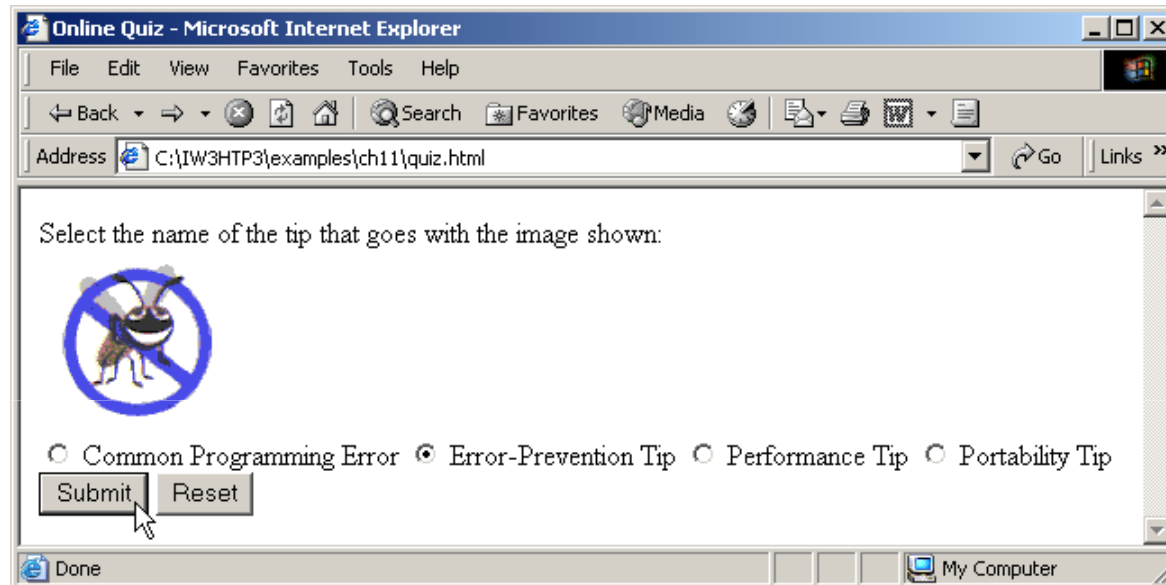 Online Quiz - Microsoft Internet Explorer
File Edit View Favorites Tools Help
Back Search Favorites Media
Address C:\IW3HTP3\examples\ch11\quiz.html Go Links »
Select the name of the tip that goes with the image shown:
Common Programming Error Error-Prevention Tip Performance Tip Portability Tip
Submit Reset
Done My Computer